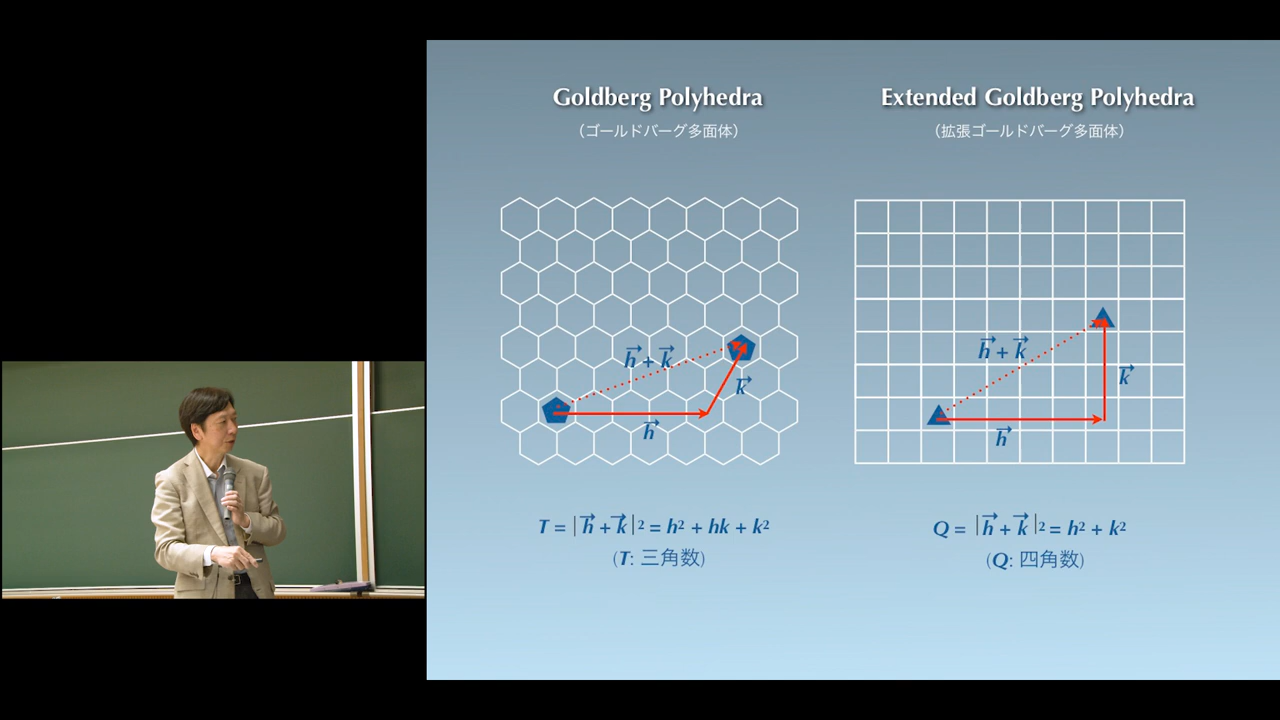 Goldberg Polyhedra
（ゴールドバーグ多面体）
h⃗ + k⃗
k⃗
h⃗
T = | h⃗ + k⃗ |² = h² + hk + k²
(T: 三角数)
Extended Goldberg Polyhedra
（拡張ゴールドバーグ多面体）
h⃗ + k⃗
k⃗
h⃗
Q = | h⃗ + k⃗ |² = h² + k²
(Q: 四角数)